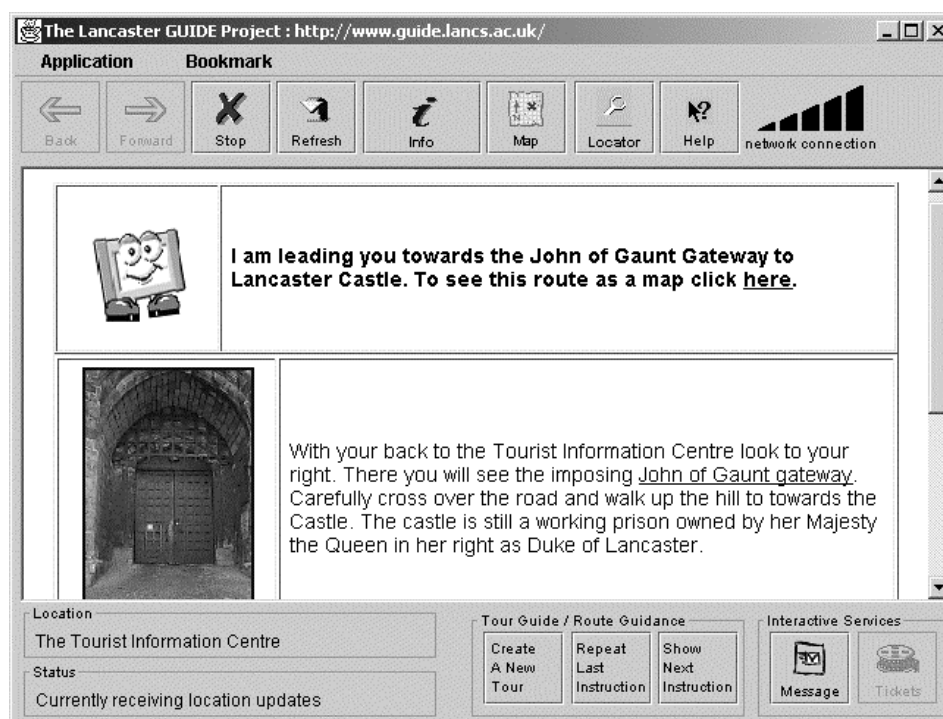 The Lancaster GUIDE Project : http://www.guide.lancs.ac.uk/
Application Bookmark
Back Forward Stop Refresh Info Map Locator Help network connection
I am leading you towards the John of Gaunt Gateway to
Lancaster Castle. To see this route as a map click here.
With your back to the Tourist Information Centre look to your
right. There you will see the imposing John of Gaunt gateway.
Carefully cross over the road and walk up the hill to towards the
Castle. The castle is still a working prison owned by her Majesty
the Queen in her right as Duke of Lancaster.
Location
The Tourist Information Centre
Status
Currently receiving location updates
Tour Guide / Route Guidance
Create
A New
Tour
Repeat
Last
Instruction
Show
Next
Instruction
Interactive Services
Message
Tickets